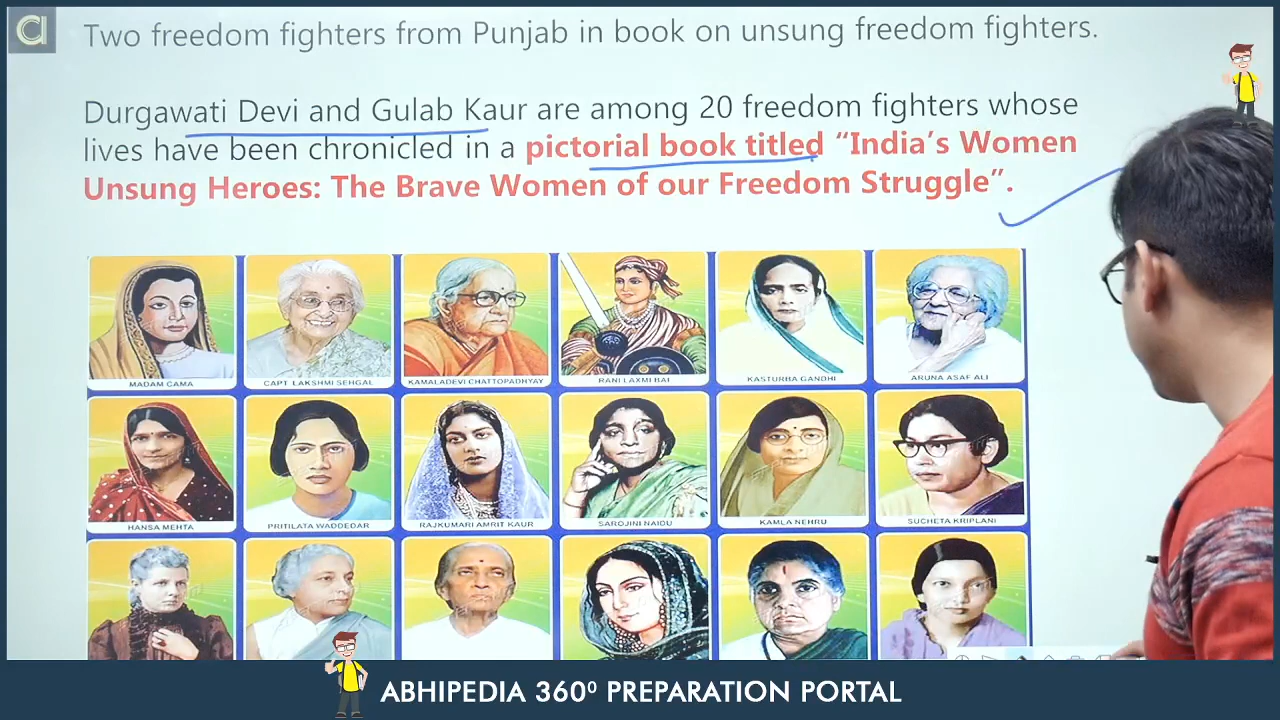 Two freedom fighters from Punjab in book on unsung freedom fighters.
Durgawati Devi and Gulab Kaur are among 20 freedom fighters whose
lives have been chronicled in a pictorial book titled “India’s Women
Unsung Heroes: The Brave Women of our Freedom Struggle”.
MADAM CAMA
CAPT LAKSHMI SEHGAL
KAMALADEVI CHATTOPADHYAY
RANI LAXMI BAI
KASTURBA GANDHI
ARUNA ASAF ALI
HANSA MEHTA
PRITILATA WADDEDAR
RAJKUMARI AMRIT KAUR
SAROJINI NAIDU
KAMLA NEHRU
SUCHETA KRIPLANI
ABHIPEDIA 360⁰ PREPARATION PORTAL